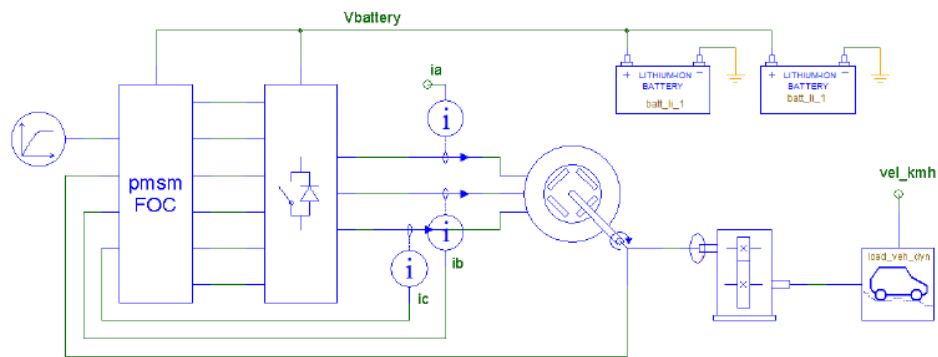 Vbattery
ia
+ LITHIUM-ION −
BATTERY
batt_li_1
+ LITHIUM-ION −
BATTERY
batt_li_1
i
pmsm
FOC
vel_kmh
i
ib
load_veh_dyn
i
ic